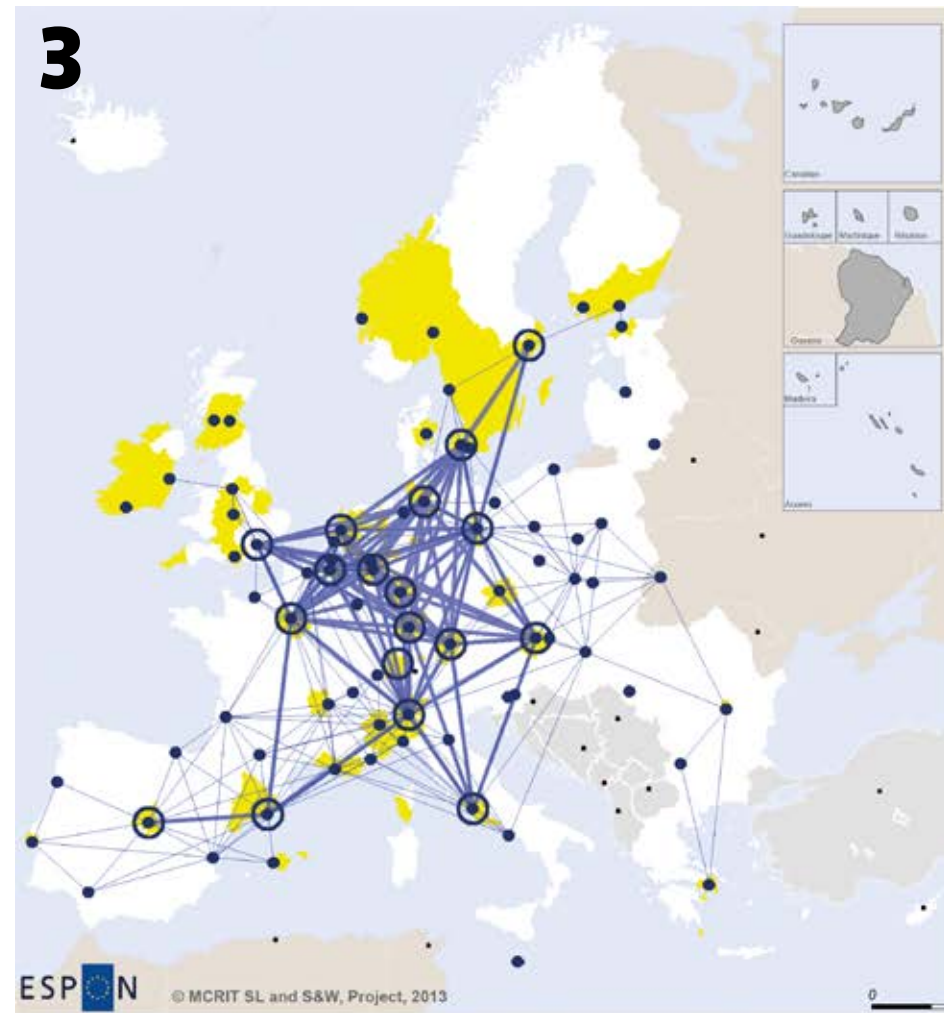 3
Canarias
Guadeloupe
Martinique
Réunion
Guyane
Madeira
Açores
ESPON
© MCRIT SL and S&W, Project, 2013
0